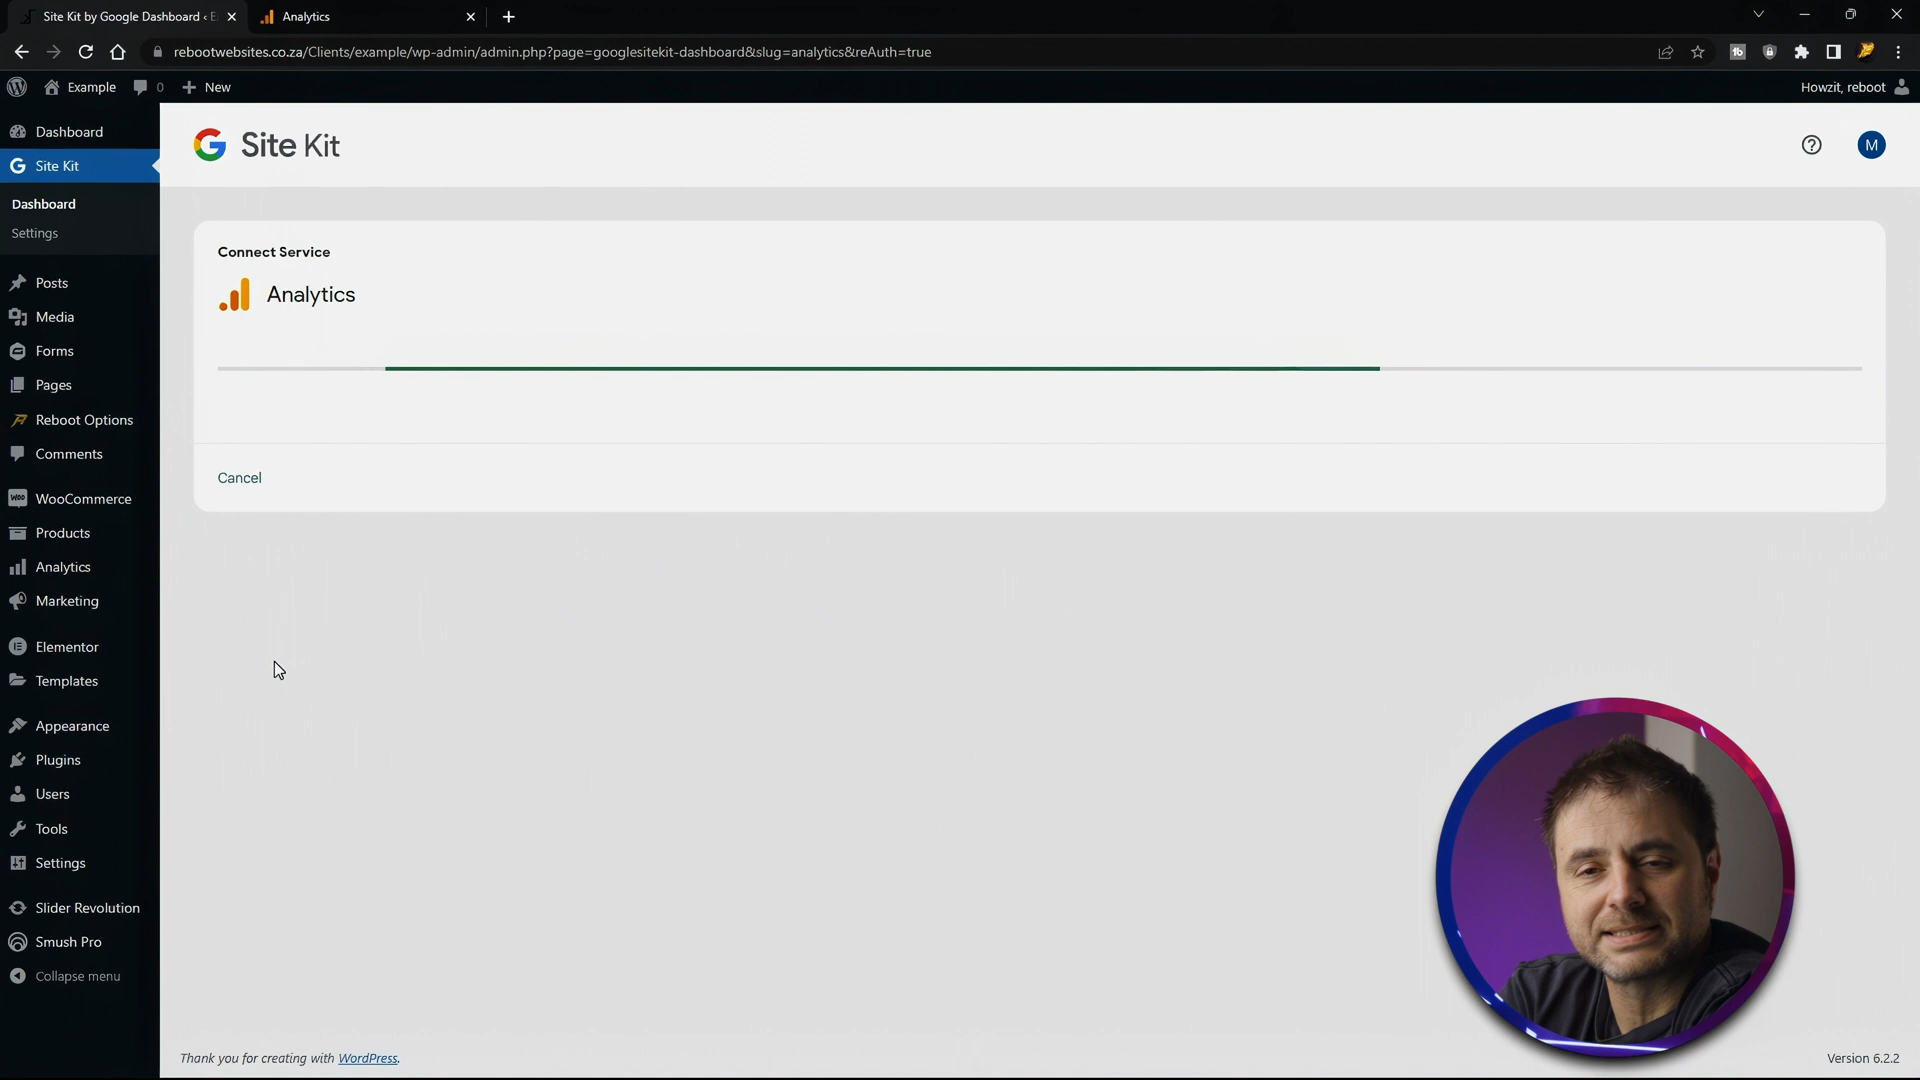 Site Kit by Google Dashboard ‹ E
Analytics
rebootwebsites.co.za/Clients/example/wp-admin/admin.php?page=googlesitekit-dashboard&slug=analytics&reAuth=true
Example
0
New
Howzit, reboot
Dashboard
Site Kit
Dashboard
Settings
Posts
Media
Forms
Pages
Reboot Options
Comments
WooCommerce
Products
Analytics
Marketing
Elementor
Templates
Appearance
Plugins
Users
Tools
Settings
Slider Revolution
Smush Pro
Collapse menu
Site Kit
M
Connect Service
Analytics
Cancel
Thank you for creating with WordPress.
Version 6.2.2